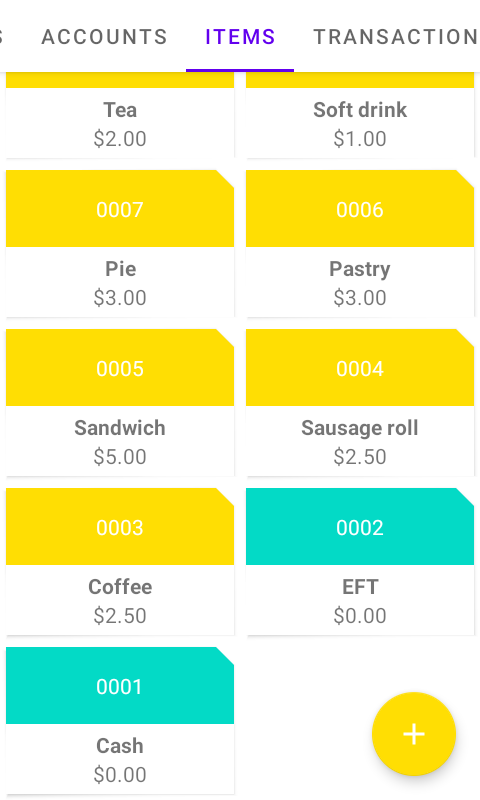 S ACCOUNTS ITEMS TRANSACTION
Tea Soft drink
$2.00 $1.00
0007 0006
Pie Pastry
$3.00 $3.00
0005 0004
Sandwich Sausage roll
$5.00 $2.50
0003 0002
Coffee EFT
$2.50 $0.00
0001
Cash
$0.00
+